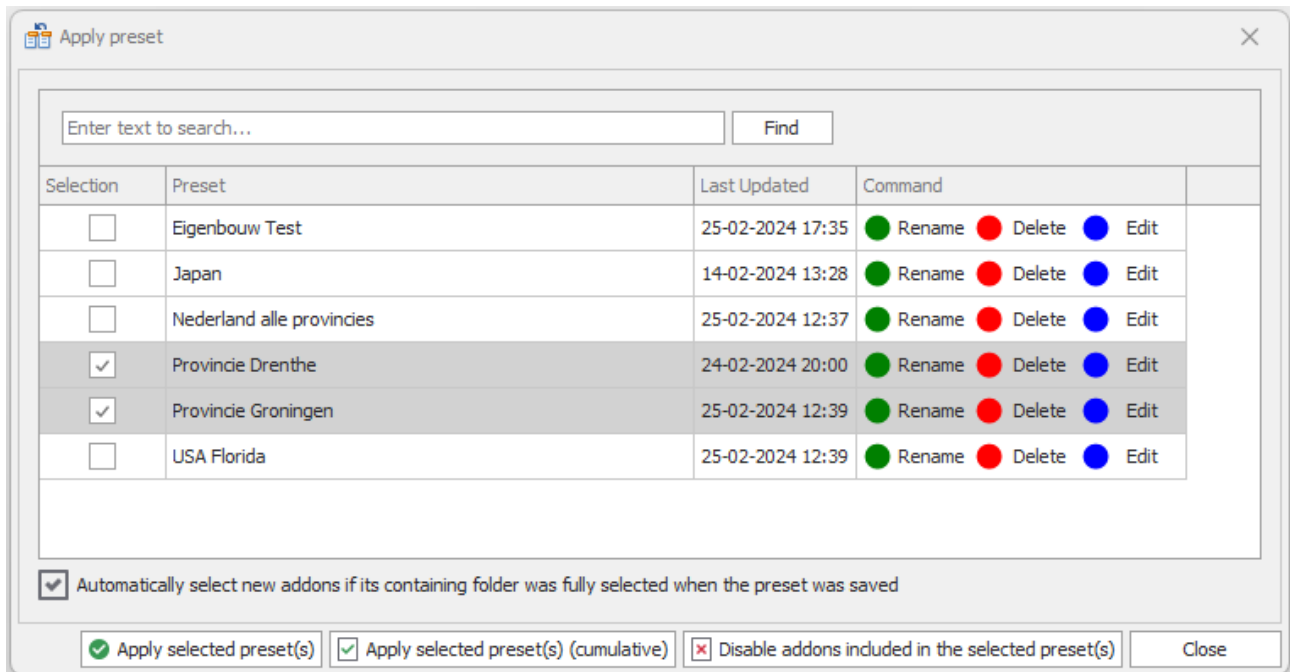 Apply preset
Enter text to search... Find
Selection Preset Last Updated Command
Eigenbouw Test 25-02-2024 17:35 Rename Delete Edit
Japan 14-02-2024 13:28 Rename Delete Edit
Nederland alle provincies 25-02-2024 12:37 Rename Delete Edit
Provincie Drenthe 24-02-2024 20:00 Rename Delete Edit
Provincie Groningen 25-02-2024 12:39 Rename Delete Edit
USA Florida 25-02-2024 12:39 Rename Delete Edit
Automatically select new addons if its containing folder was fully selected when the preset was saved
Apply selected preset(s) Apply selected preset(s) (cumulative) Disable addons included in the selected preset(s) Close